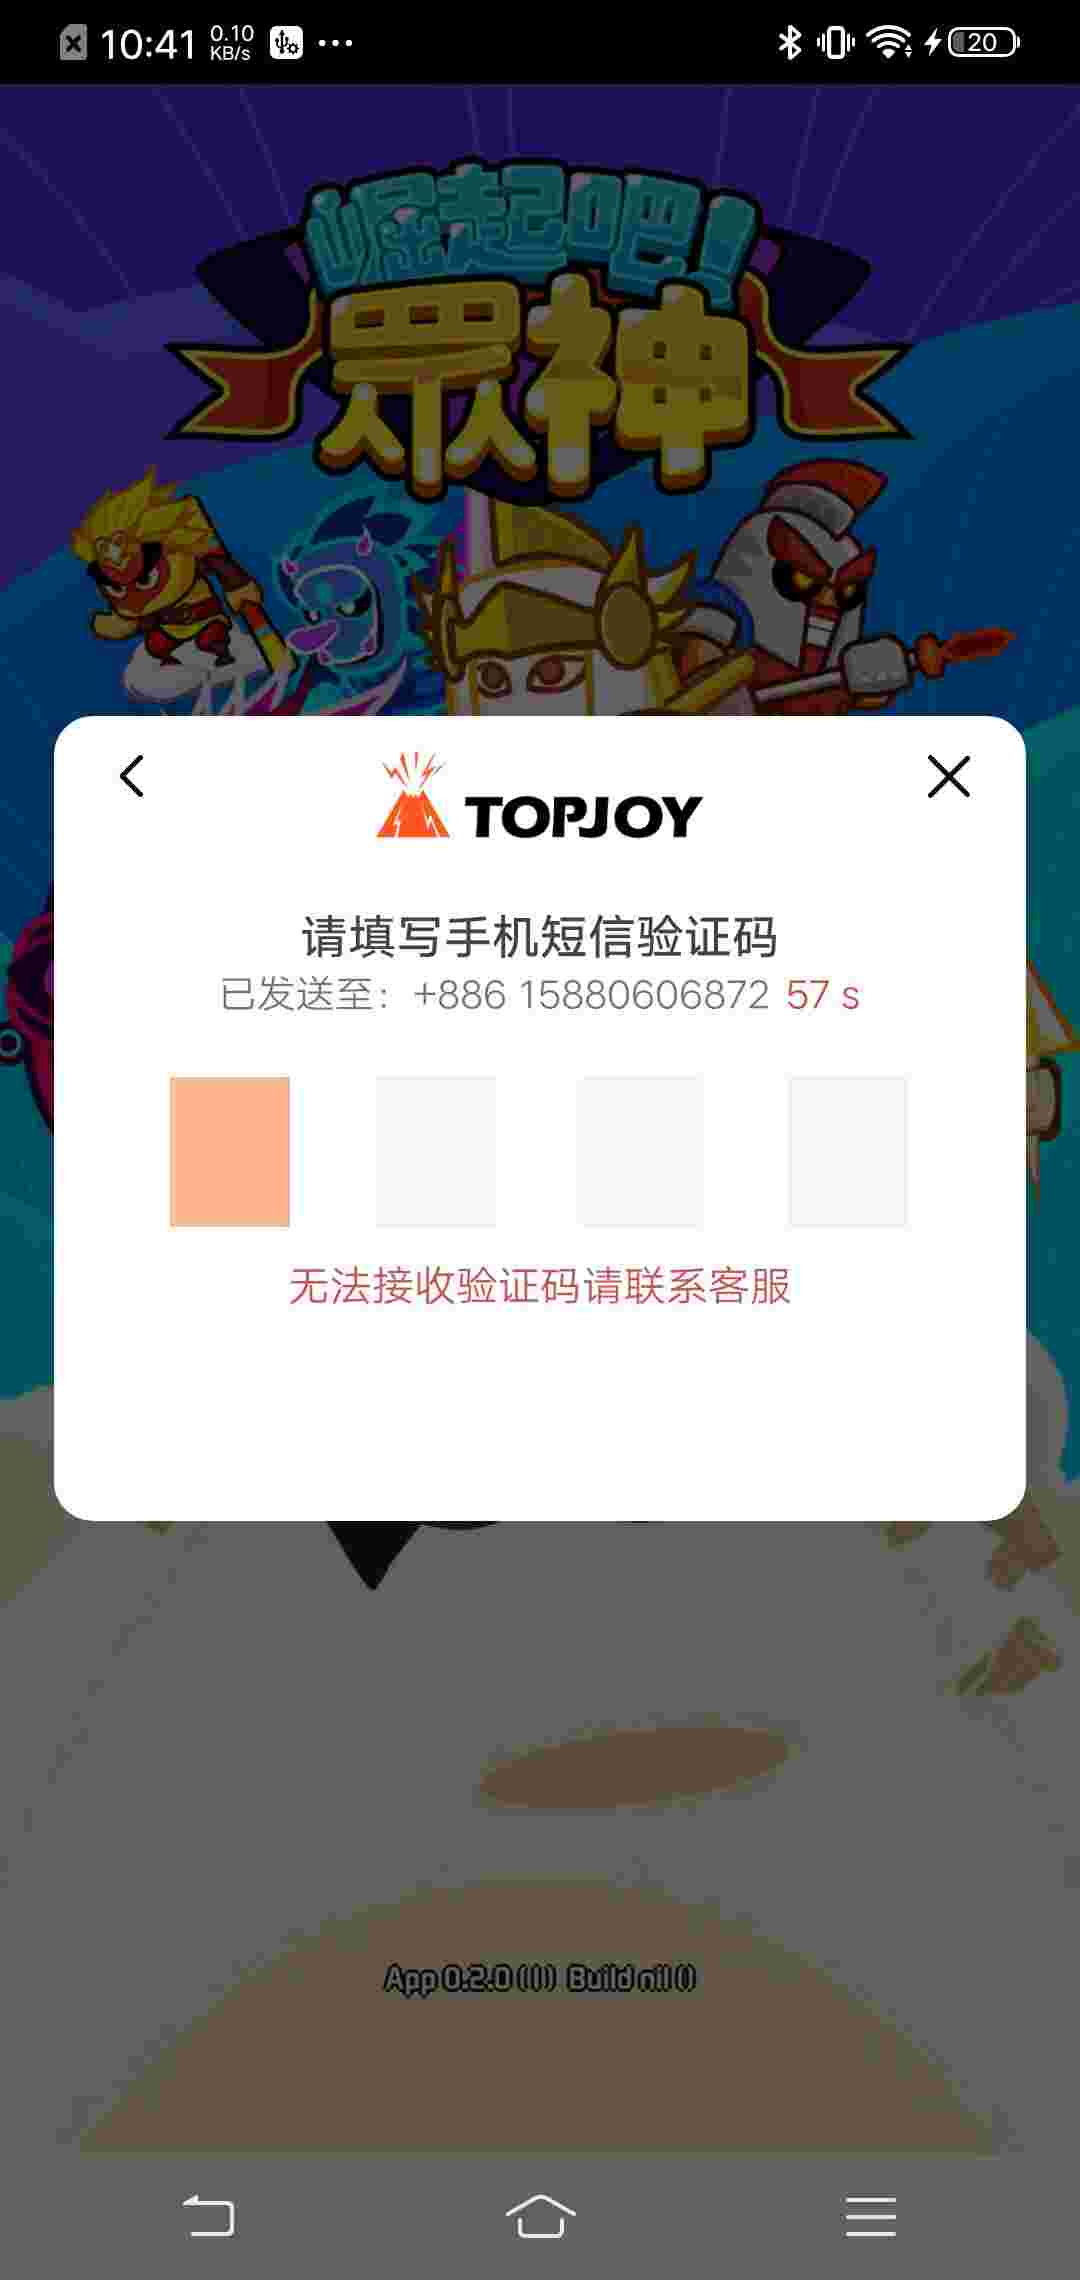 10:41 0.10 KB/s 20
崛起吧!
眾神
TOPJOY
请填写手机短信验证码
已发送至：+886 15880606872 57 s
无法接收验证码请联系客服
App 0.2.0 ( | | ) Build nil ()